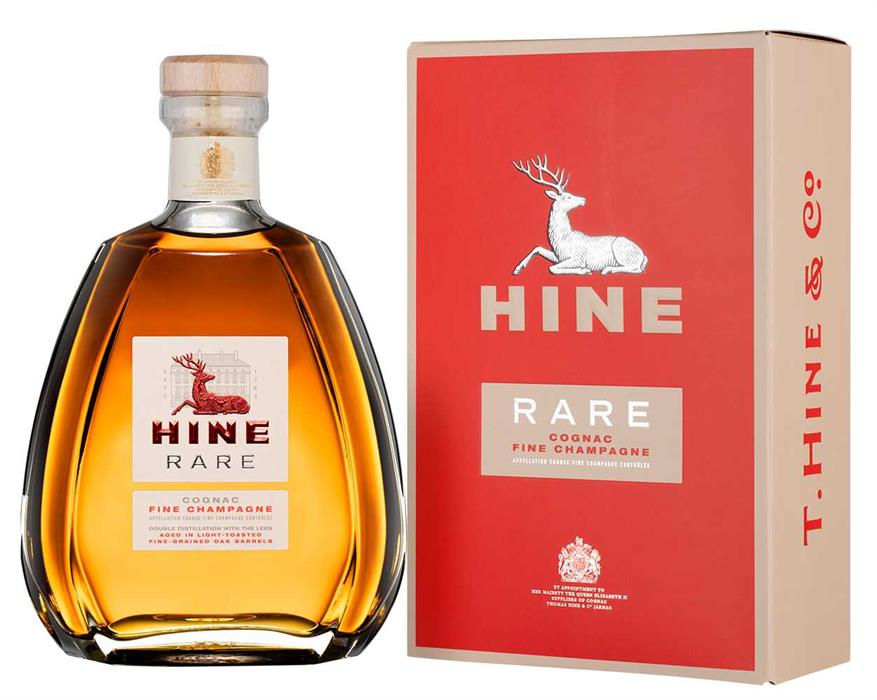 HINE
RARE
COGNAC
FINE CHAMPAGNE
APPELLATION COGNAC FINE CHAMPAGNE CONTRÔLÉE
DOUBLE DISTILLATION WITH THE LEES
AGED IN LIGHT-TOASTED
FINE-GRAINED OAK BARRELS
HINE
RARE
COGNAC
FINE CHAMPAGNE
APPELLATION COGNAC FINE CHAMPAGNE CONTRÔLÉE
BY APPOINTMENT TO
HER MAJESTY THE QUEEN ELIZABETH II
SUPPLIERS OF COGNAC
THOMAS HINE & Cº JARNAC
T. HINE & Cº